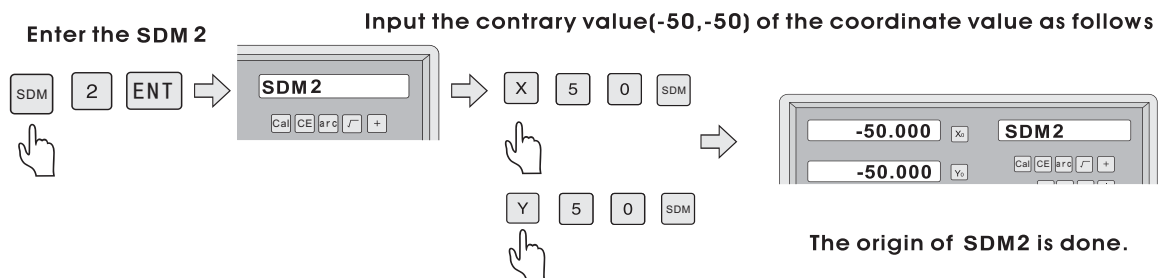 Enter the SDM 2
Input the contrary value(-50,-50) of the coordinate value as follows
SDM 2 ENT
SDM2
Cal CE arc +
X 5 0 SDM
Y 5 0 SDM
-50.000 X₀ SDM2
-50.000 Y₀ Cal CE arc +
The origin of SDM2 is done.